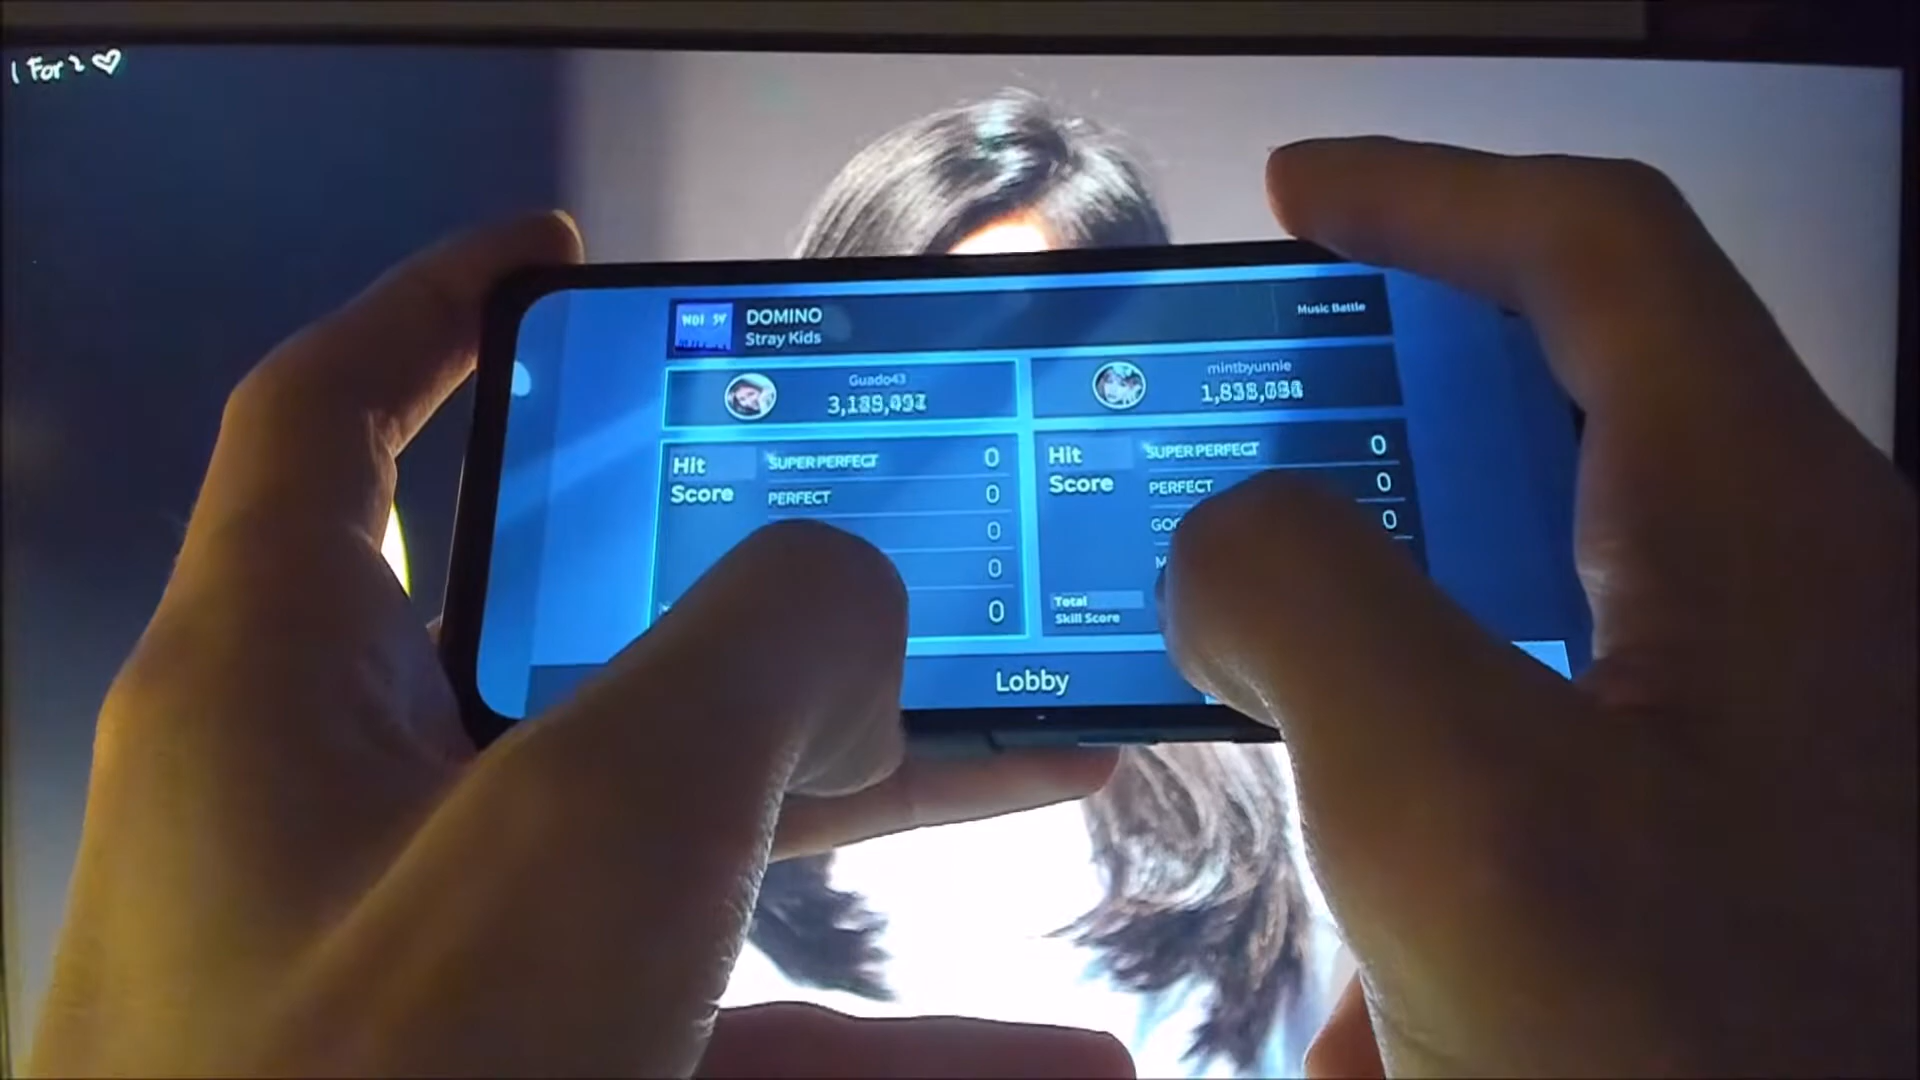 1 For 2 ♡
DOMINO
Stray Kids
Music Battle
Guado43
mintbyunnie
Hit
Score
SUPER PERFECT 0
PERFECT 0
0
0
0
Hit
Score
SUPER PERFECT 0
PERFECT 0
0
Total
Skill Score
Lobby